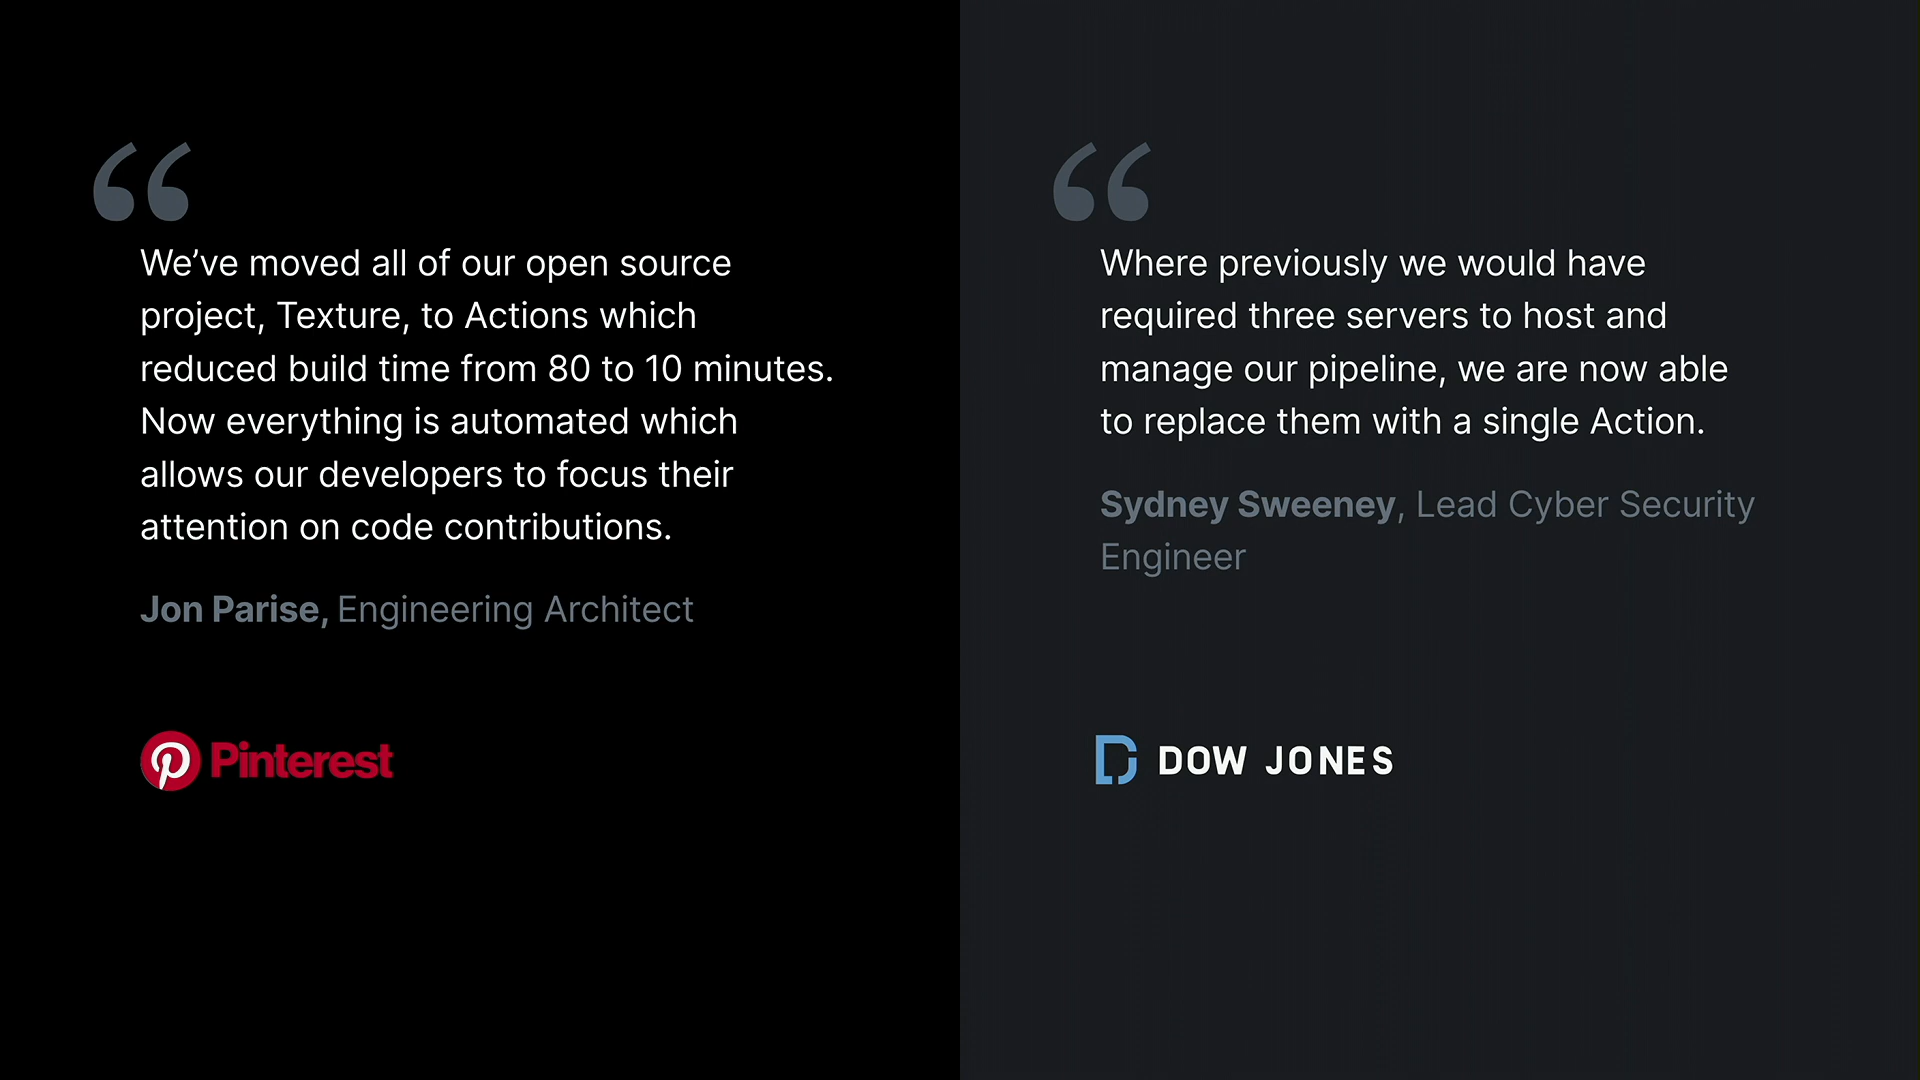 “
We’ve moved all of our open source
project, Texture, to Actions which
reduced build time from 80 to 10 minutes.
Now everything is automated which
allows our developers to focus their
attention on code contributions.
Jon Parise, Engineering Architect
Pinterest
“
Where previously we would have
required three servers to host and
manage our pipeline, we are now able
to replace them with a single Action.
Sydney Sweeney, Lead Cyber Security
Engineer
DOW JONES